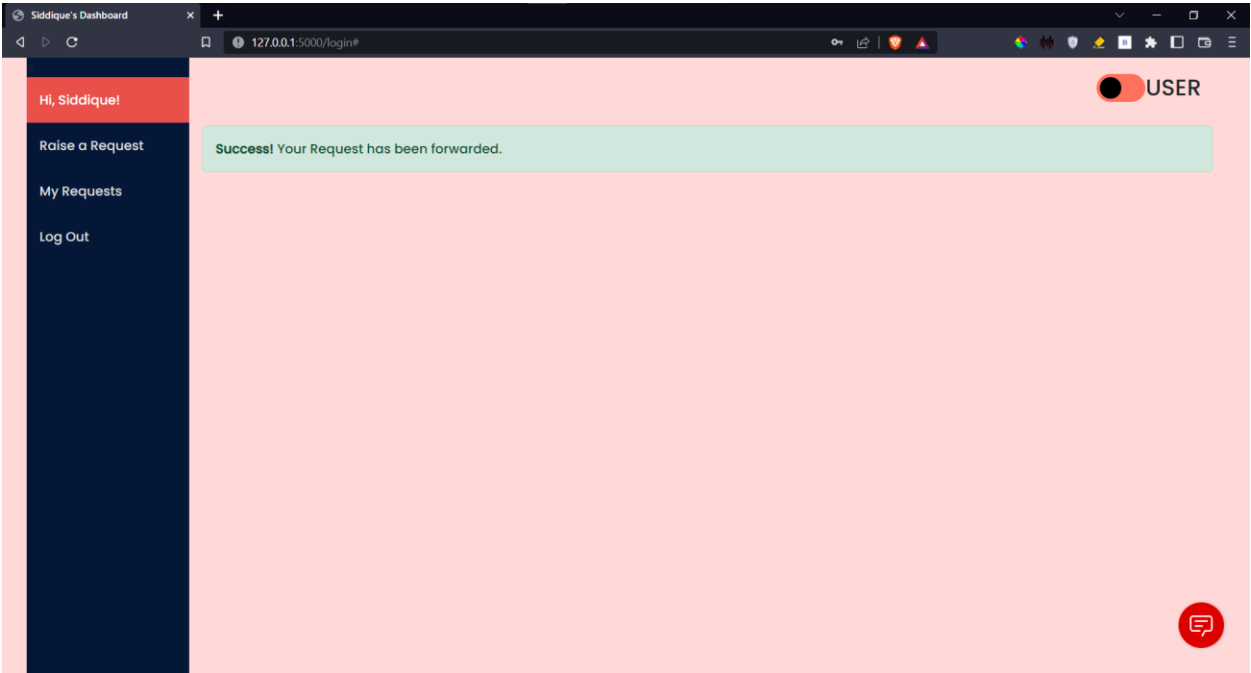 Siddique's Dashboard
127.0.0.1:5000/login#
USER
Hi, Siddique!
Raise a Request
My Requests
Log Out
Success! Your Request has been forwarded.